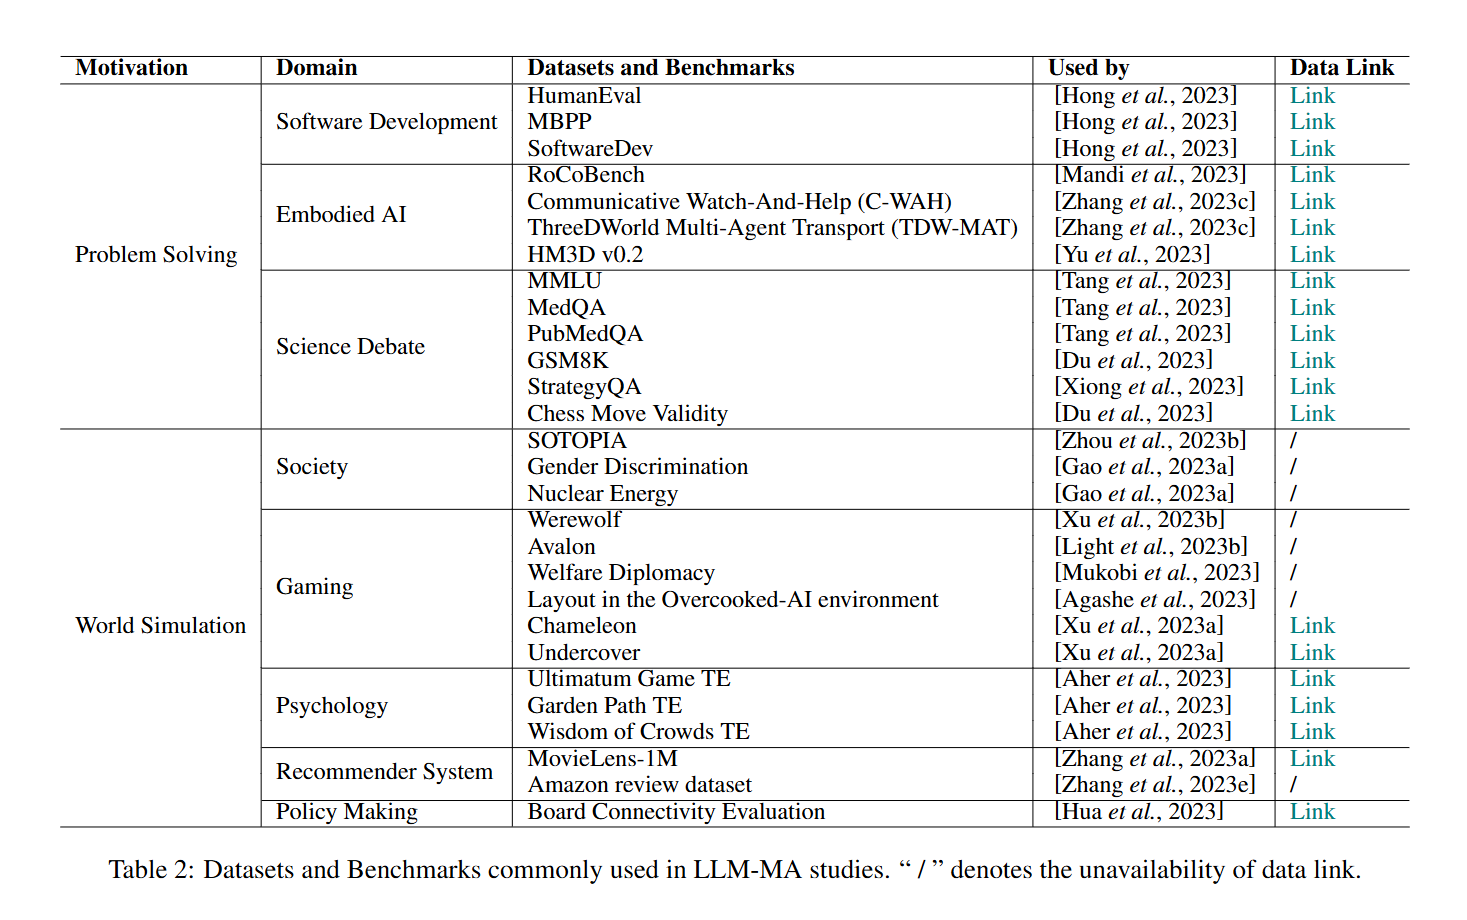 Motivation Domain Datasets and Benchmarks Used by Data Link
HumanEval [Hong et al., 2023] Link
Software Development MBPP [Hong et al., 2023] Link
SoftwareDev [Hong et al., 2023] Link
RoCoBench [Mandi et al., 2023] Link
Communicative Watch-And-Help (C-WAH) [Zhang et al., 2023c] Link
Embodied AI
ThreeDWorld Multi-Agent Transport (TDW-MAT) [Zhang et al., 2023c] Link
Problem Solving HM3D v0.2 [Yu et al., 2023] Link
MMLU [Tang et al., 2023] Link
MedQA [Tang et al., 2023] Link
PubMedQA [Tang et al., 2023] Link
Science Debate
GSM8K [Du et al., 2023] Link
StrategyQA [Xiong et al., 2023] Link
Chess Move Validity [Du et al., 2023] Link
SOTOPIA [Zhou et al., 2023b] /
Society Gender Discrimination [Gao et al., 2023a] /
Nuclear Energy [Gao et al., 2023a] /
Werewolf [Xu et al., 2023b] /
Avalon [Light et al., 2023b] /
Welfare Diplomacy [Mukobi et al., 2023] /
Gaming
Layout in the Overcooked-AI environment [Agashe et al., 2023] /
World Simulation Chameleon [Xu et al., 2023a] Link
Undercover [Xu et al., 2023a] Link
Ultimatum Game TE [Aher et al., 2023] Link
Psychology Garden Path TE [Aher et al., 2023] Link
Wisdom of Crowds TE [Aher et al., 2023] Link
MovieLens-1M [Zhang et al., 2023a] Link
Recommender System
Amazon review dataset [Zhang et al., 2023e] /
Policy Making Board Connectivity Evaluation [Hua et al., 2023] Link
Table 2: Datasets and Benchmarks commonly used in LLM-MA studies. “ / ” denotes the unavailability of data link.